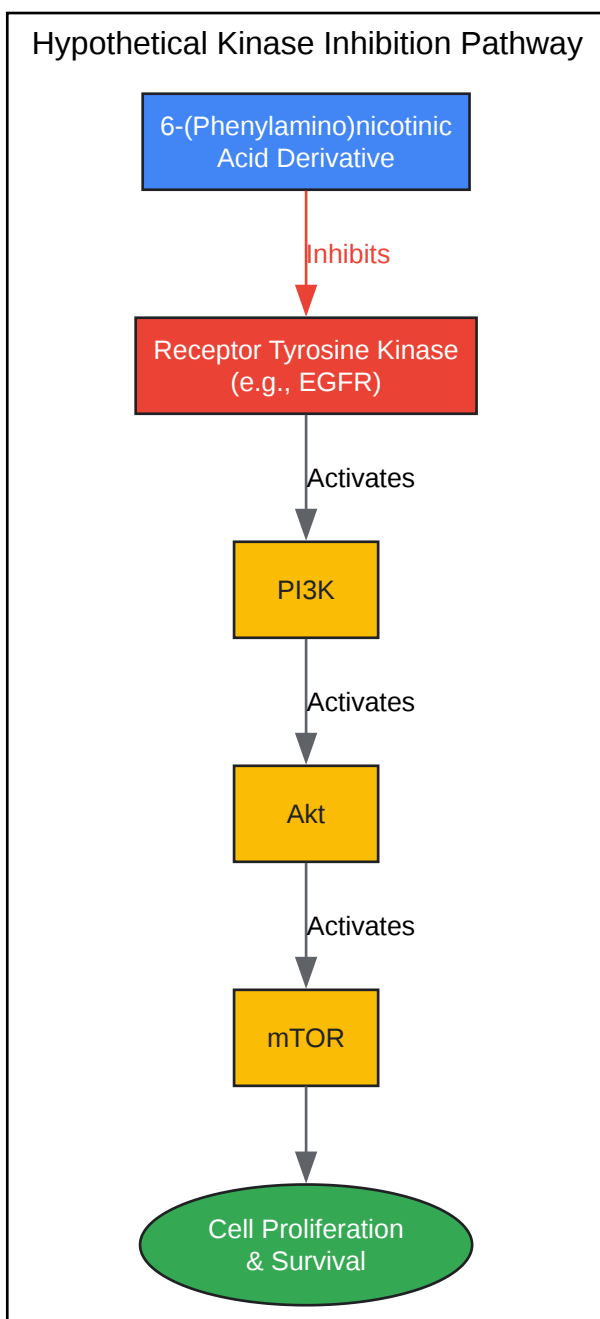 Hypothetical Kinase Inhibition Pathway
6-(Phenylamino)nicotinic
Acid Derivative
Inhibits
Receptor Tyrosine Kinase
(e.g., EGFR)
Activates
PI3K
Activates
Akt
Activates
mTOR
Cell Proliferation
& Survival